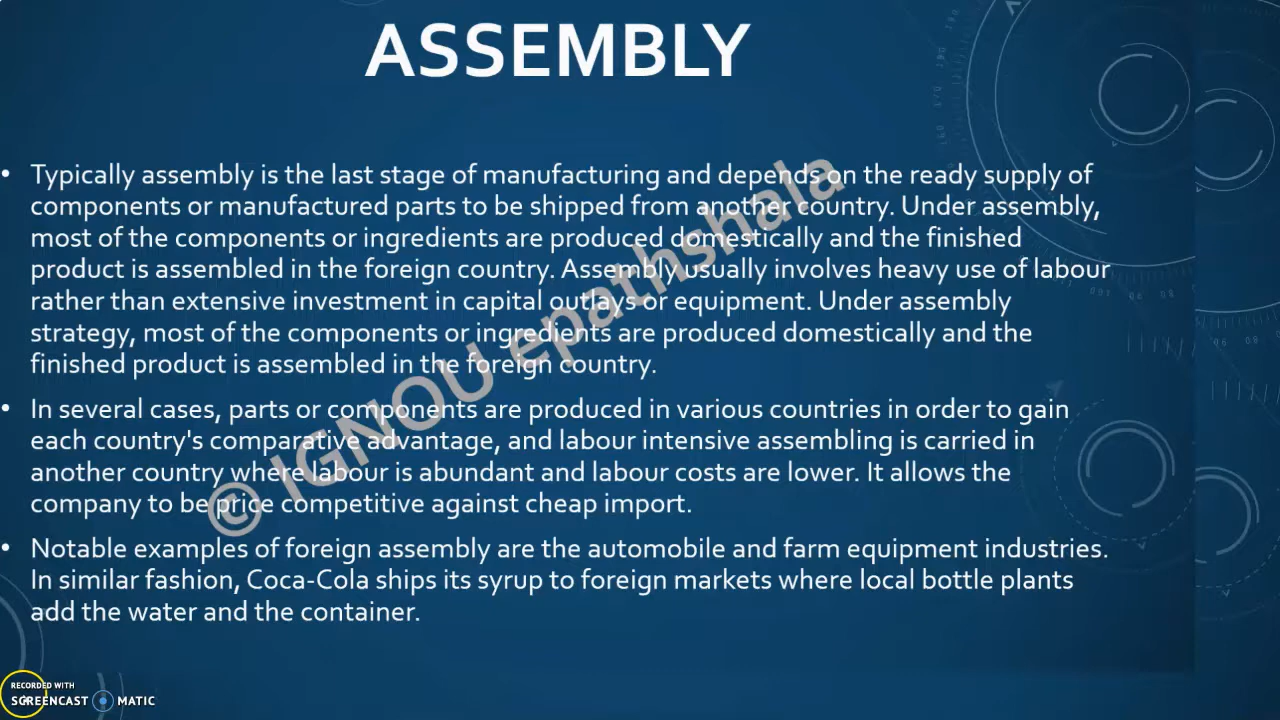 ASSEMBLY
• Typically assembly is the last stage of manufacturing and depends on the ready supply of
components or manufactured parts to be shipped from another country. Under assembly,
most of the components or ingredients are produced domestically and the finished
product is assembled in the foreign country. Assembly usually involves heavy use of labour
rather than extensive investment in capital outlays or equipment. Under assembly
strategy, most of the components or ingredients are produced domestically and the
finished product is assembled in the foreign country.
• In several cases, parts or components are produced in various countries in order to gain
each country's comparative advantage, and labour intensive assembling is carried in
another country where labour is abundant and labour costs are lower. It allows the
company to be price competitive against cheap import.
• Notable examples of foreign assembly are the automobile and farm equipment industries.
In similar fashion, Coca-Cola ships its syrup to foreign markets where local bottle plants
add the water and the container.
© IGNOU epathshala
RECORDED WITH
SCREENCAST MATIC